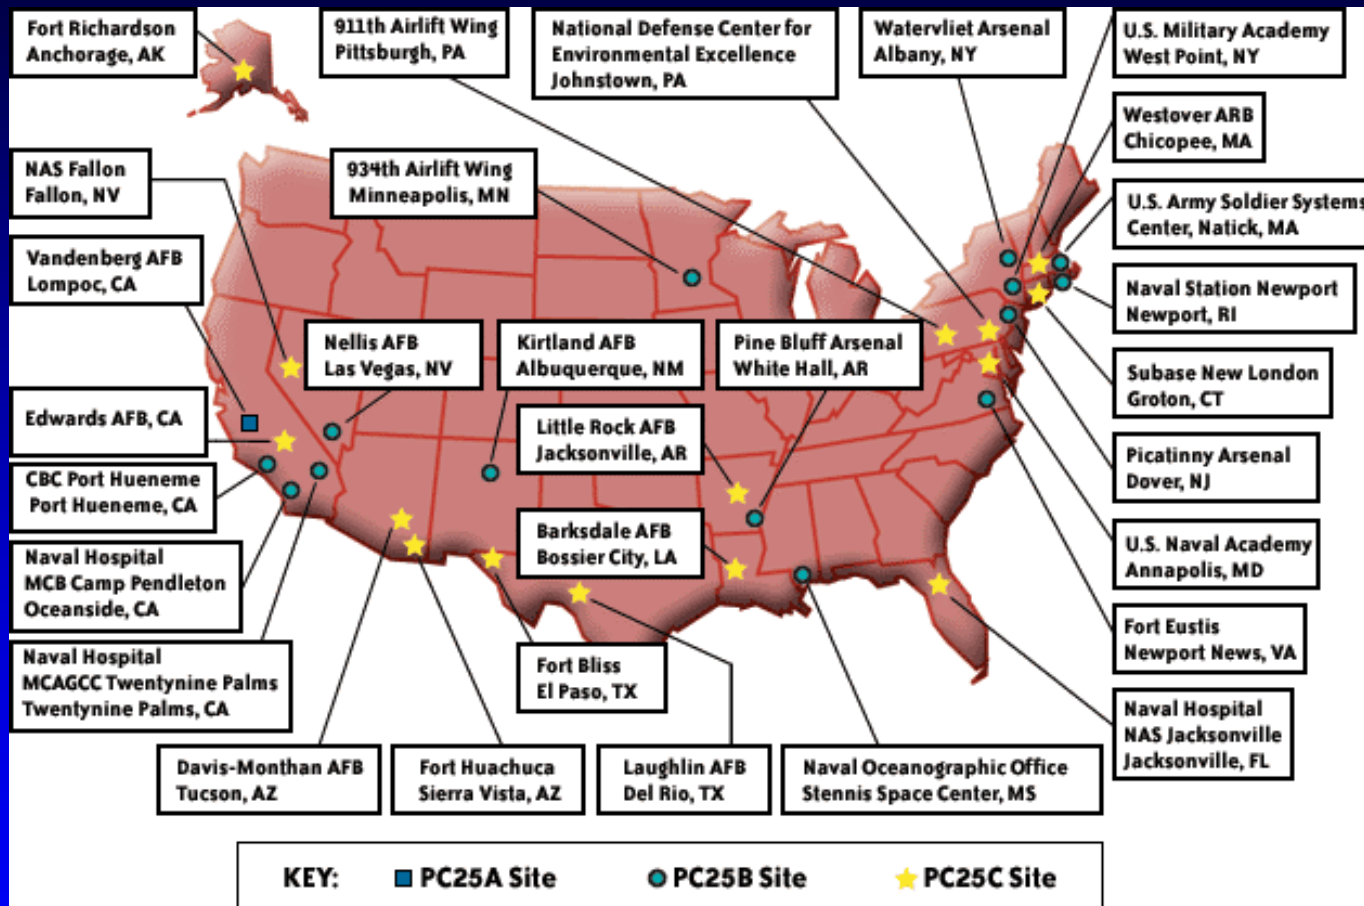 Fort Richardson
Anchorage, AK
911th Airlift Wing
Pittsburgh, PA
National Defense Center for
Environmental Excellence
Johnstown, PA
Watervliet Arsenal
Albany, NY
U.S. Military Academy
West Point, NY
Westover ARB
Chicopee, MA
NAS Fallon
Fallon, NV
934th Airlift Wing
Minneapolis, MN
U.S. Army Soldier Systems
Center, Natick, MA
Vandenberg AFB
Lompoc, CA
Naval Station Newport
Newport, RI
Nellis AFB
Las Vegas, NV
Kirtland AFB
Albuquerque, NM
Pine Bluff Arsenal
White Hall, AR
Subase New London
Groton, CT
Edwards AFB, CA
Little Rock AFB
Jacksonville, AR
Picatinny Arsenal
Dover, NJ
CBC Port Hueneme
Port Hueneme, CA
Barksdale AFB
Bossier City, LA
U.S. Naval Academy
Annapolis, MD
Naval Hospital
MCB Camp Pendleton
Oceanside, CA
Fort Eustis
Newport News, VA
Naval Hospital
MCAGCC Twentynine Palms
Twentynine Palms, CA
Fort Bliss
El Paso, TX
Naval Hospital
NAS Jacksonville
Jacksonville, FL
Davis-Monthan AFB
Tucson, AZ
Fort Huachuca
Sierra Vista, AZ
Laughlin AFB
Del Rio, TX
Naval Oceanographic Office
Stennis Space Center, MS
KEY: PC25A Site PC25B Site PC25C Site